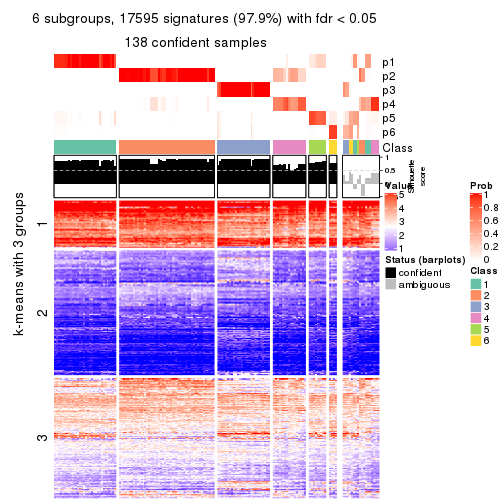 6 subgroups, 17595 signatures (97.9%) with fdr < 0.05
138 confident samples
p1
p2
p3
p4
p5
p6
Class
1
0.5
0
Silhouette
score
k-means with 3 groups
1
2
3
Value
5
4
3
2
1
Status (barplots)
confident
ambiguous
Prob
1
0.8
0.6
0.4
0.2
0
Class
1
2
3
4
5
6